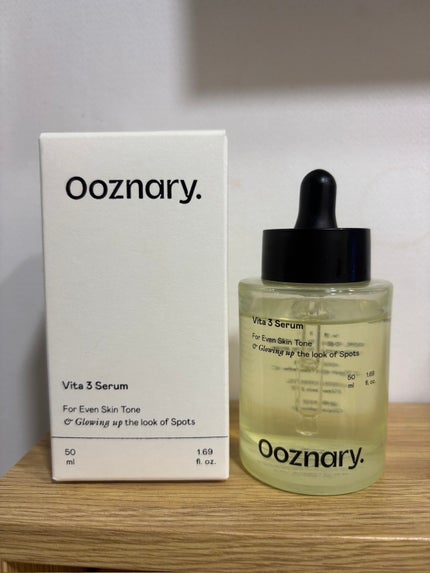 Ooznary.
Vita 3 Serum
For Even Skin Tone
& Glowing up the look of Spots
50
ml
1.69
fl. oz.
Vita 3 Serum
For Even Skin Tone
& Glowing up the look of Spots
50
ml
1.69
fl. oz.
Ooznary.